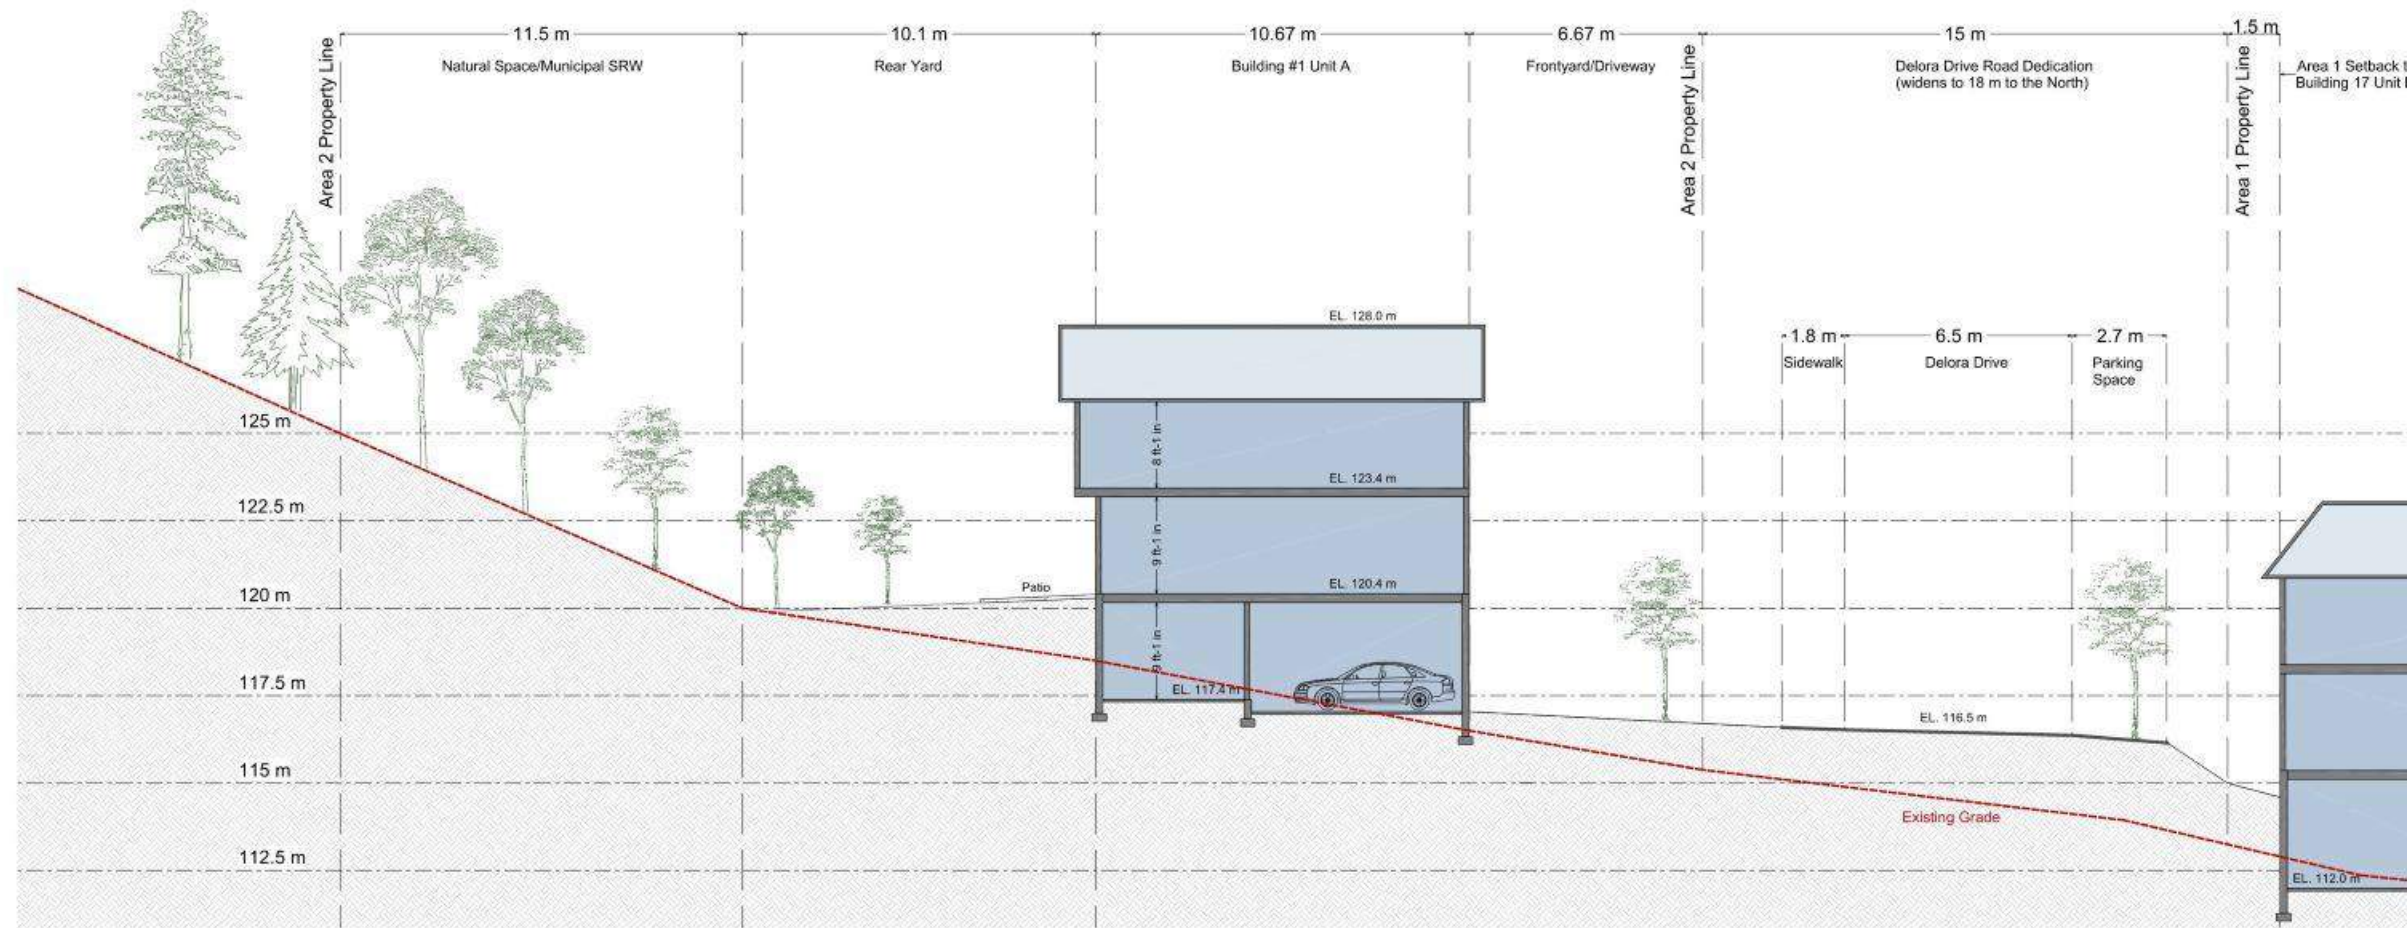 11.5 m
10.1 m
10.67 m
6.67 m
15 m
1.5 m
Natural Space/Municipal SRW
Rear Yard
Building #1 Unit A
Frontyard/Driveway
Delora Drive Road Dedication
(widens to 18 m to the North)
Area 1 Setback t
Building 17 Unit
Area 2 Property Line
Area 2 Property Line
Area 1 Property Line
EL. 128.0 m
1.8 m
6.5 m
2.7 m
Sidewalk
Delora Drive
Parking
Space
125 m
8 ft-1 in
EL. 123.4 m
122.5 m
9 ft-1 in
EL. 120.4 m
Patio
120 m
9 ft-1 in
117.5 m
EL. 117.4 m
EL. 116.5 m
115 m
Existing Grade
112.5 m
EL. 112.0 m